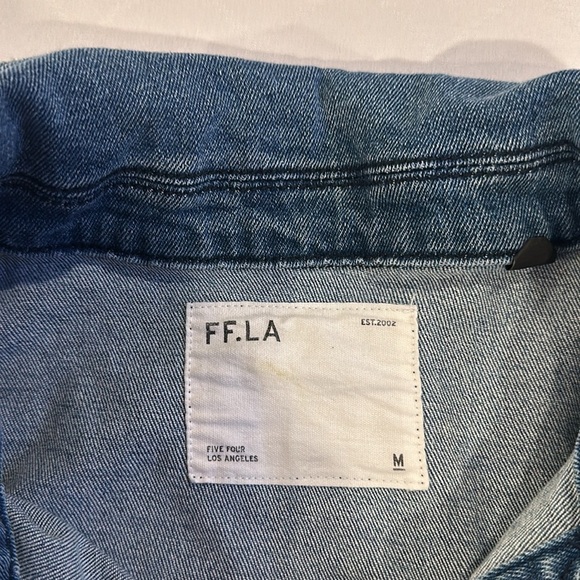 FF.LA
EST.2002
FIVE FOUR
LOS ANGELES
M